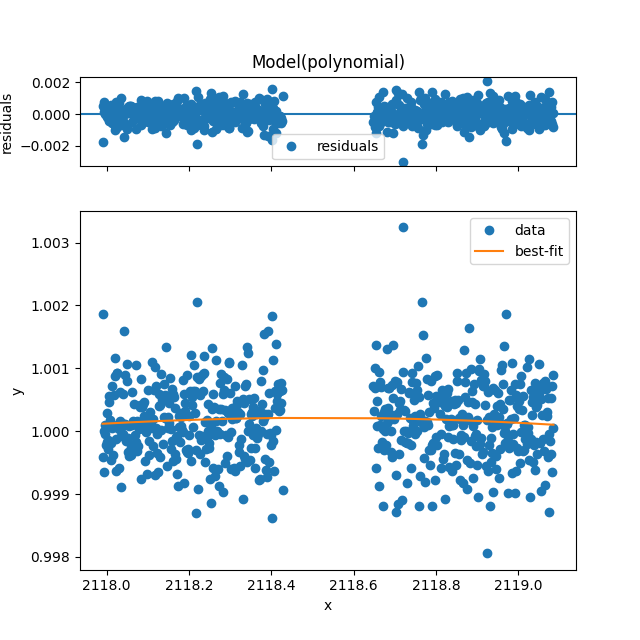 Model(polynomial)
0.002
0.000
−0.002
residuals
residuals
data
best-fit
1.003
1.002
1.001
1.000
0.999
0.998
y
2118.0 2118.2 2118.4 2118.6 2118.8 2119.0
x